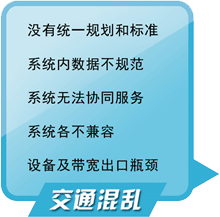 没有统一规划和标准
系统内数据不规范
系统无法协同服务
系统各不兼容
设备及带宽出口瓶颈
交通混乱